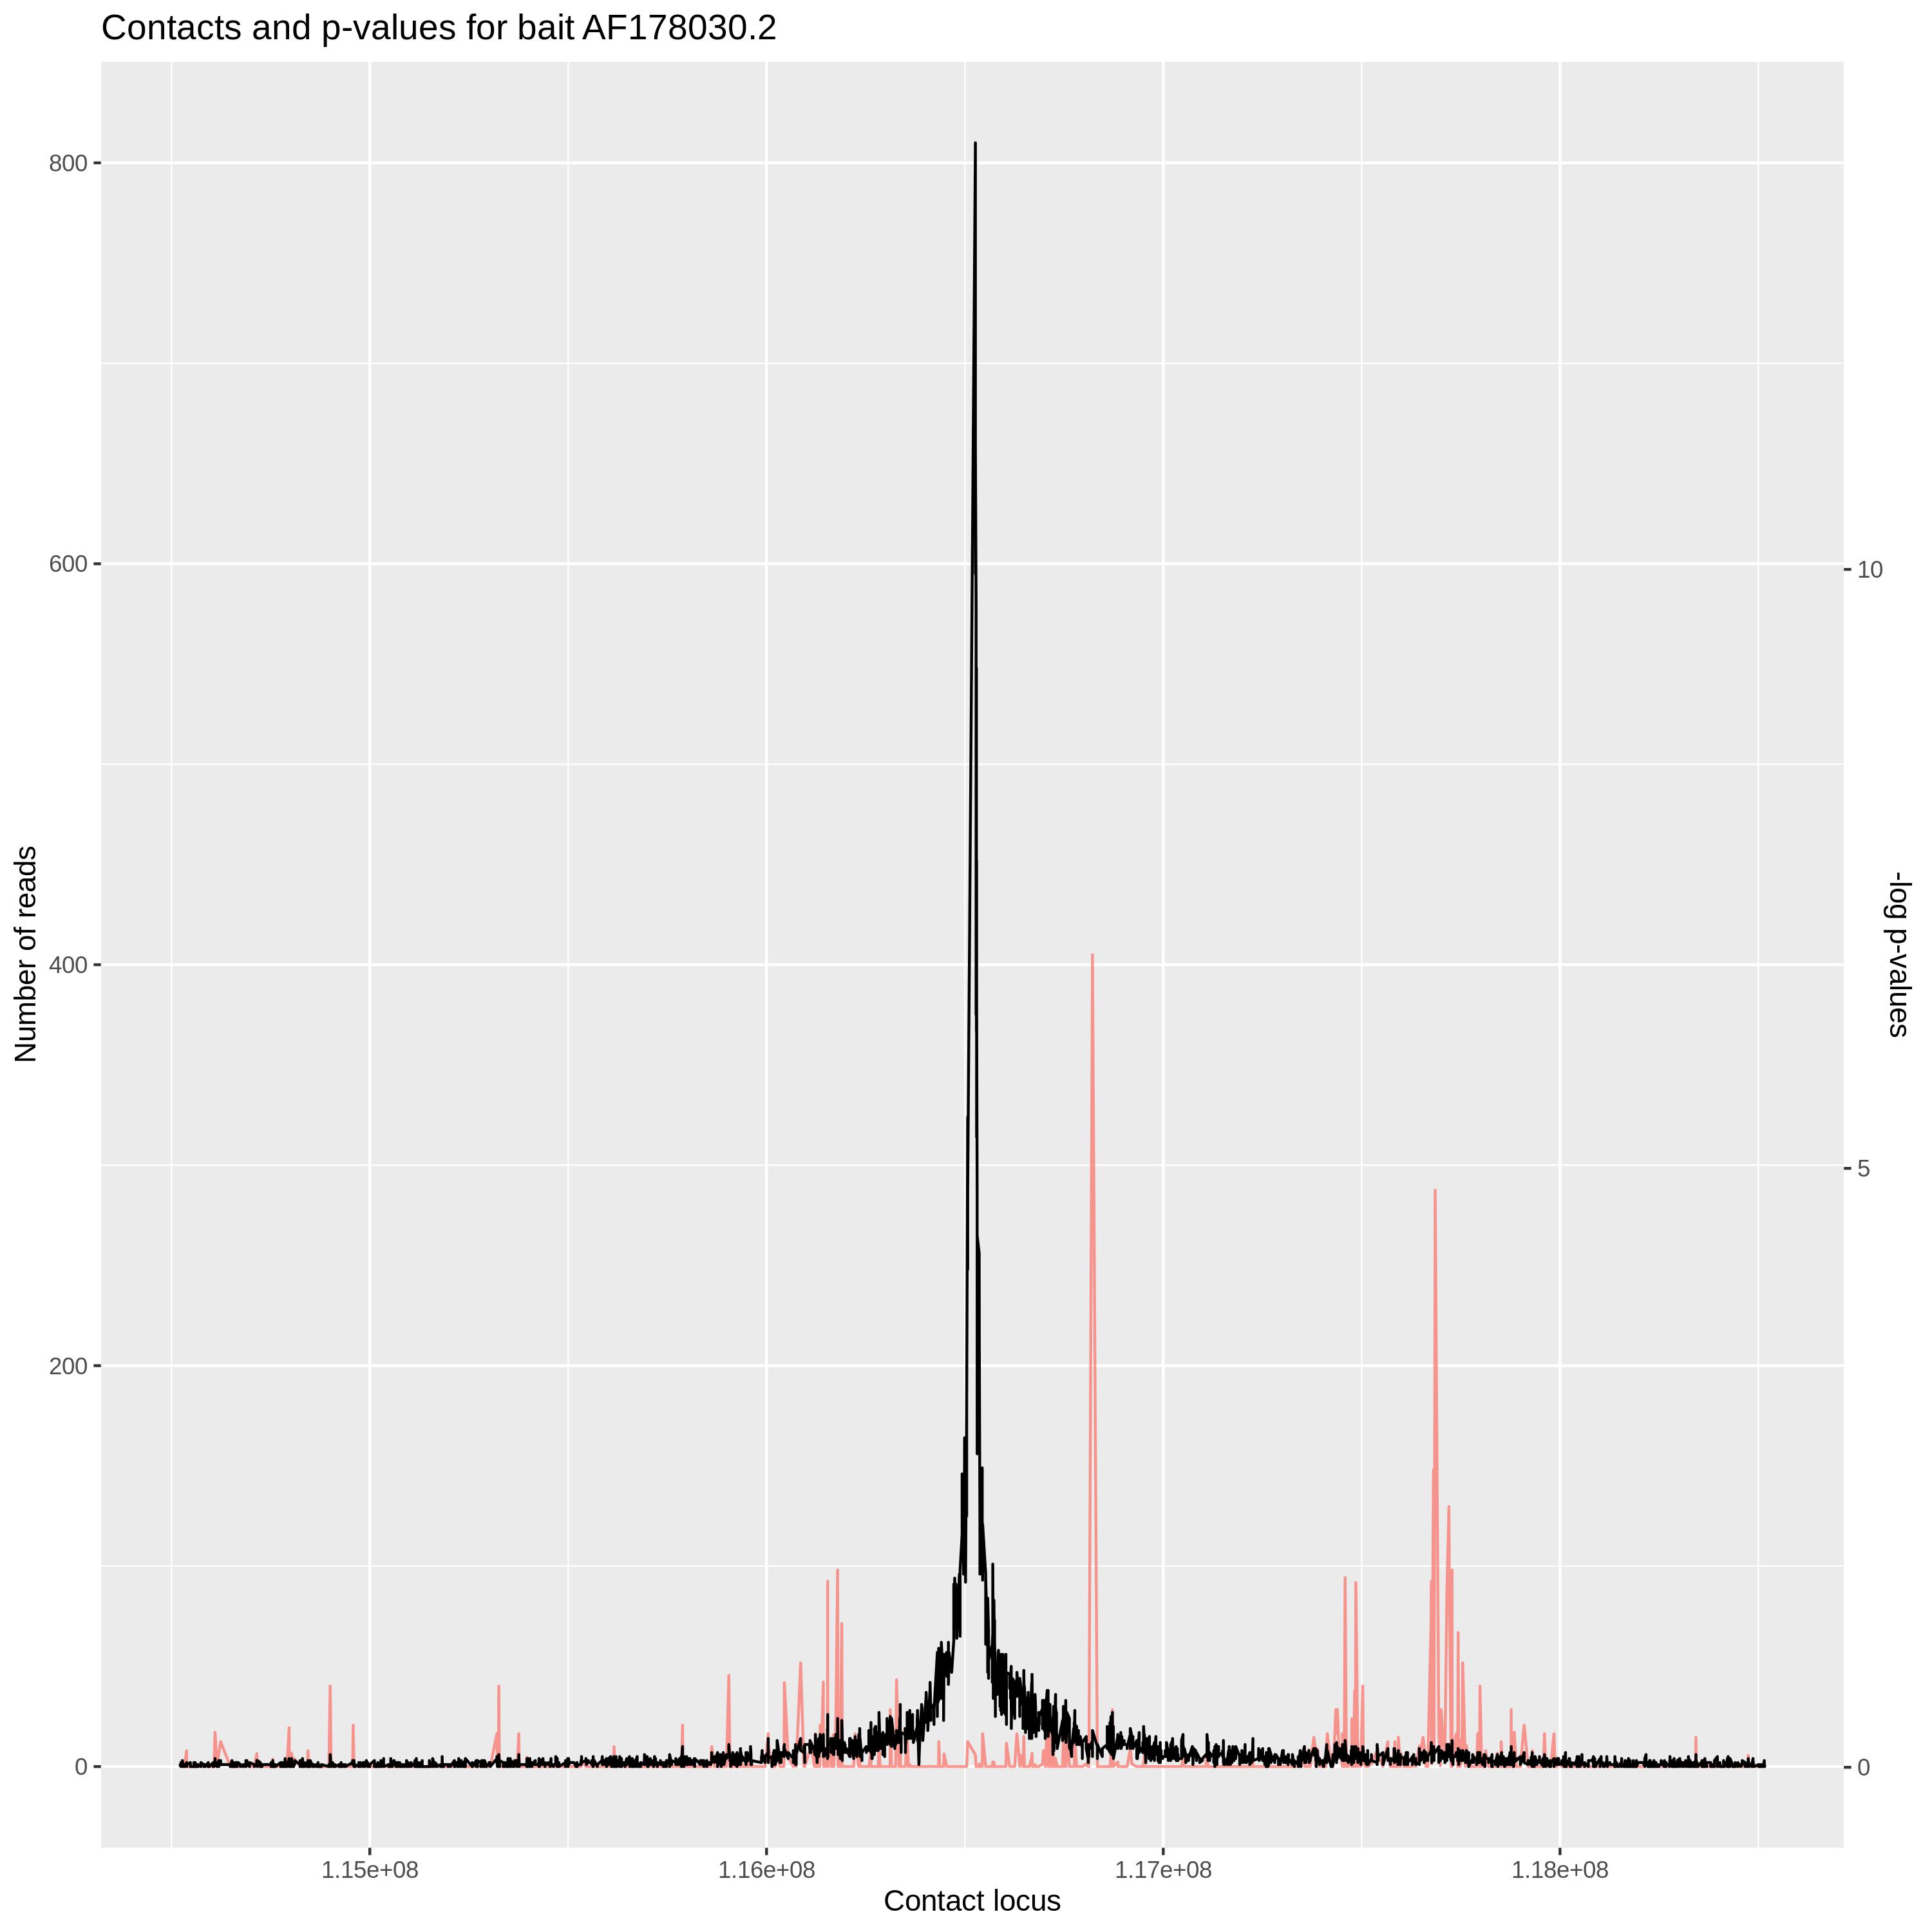 Contacts and p-values for bait AF178030.2
800
600
400
200
0
Number of reads
10
5
0
-log p-values
1.15e+08
1.16e+08
1.17e+08
1.18e+08
Contact locus